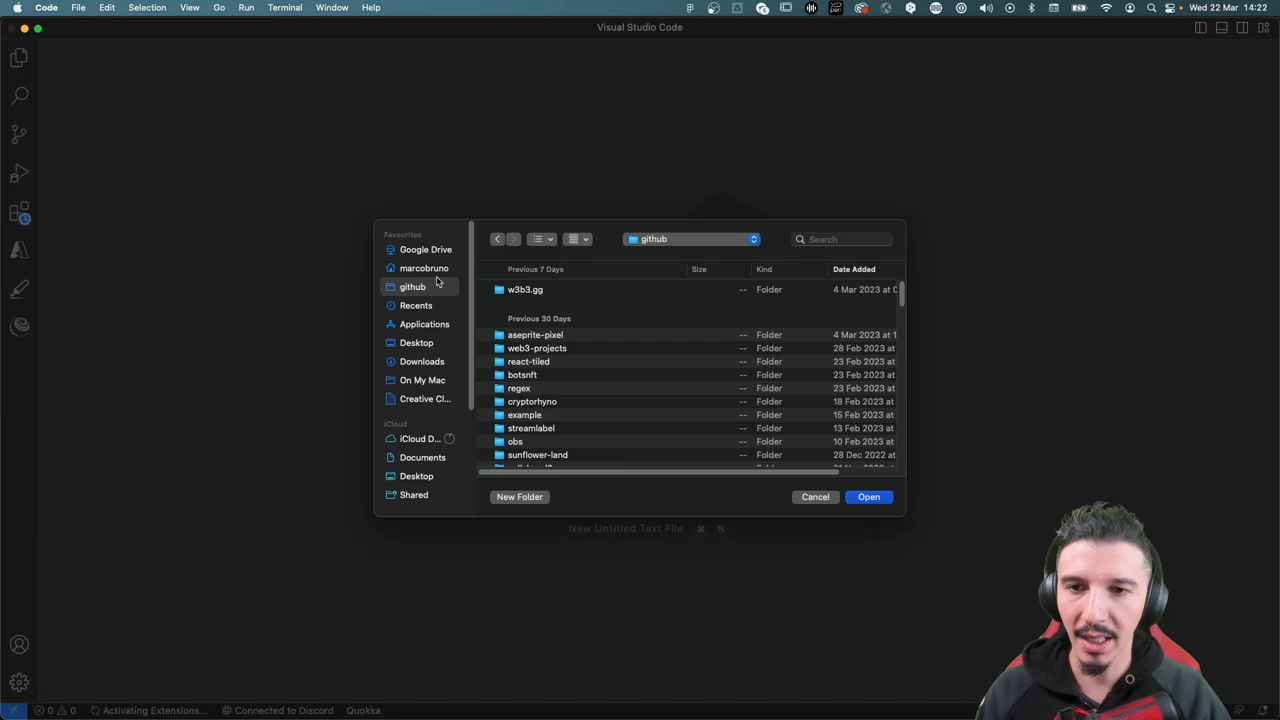 Code File Edit Selection View Go Run Terminal Window Help Wed 22 Mar 14:22
Visual Studio Code
Favourites
Google Drive
marcobruno
github
Recents
Applications
Desktop
Downloads
On My Mac
Creative Cl...
iCloud
iCloud D...
Documents
Desktop
Shared
github
Search
Previous 7 Days Size Kind Date Added
w3b3.gg -- Folder 4 Mar 2023 at
Previous 30 Days
aseprite-pixel -- Folder 4 Mar 2023 at 1
web3-projects -- Folder 28 Feb 2023 at
react-tiled -- Folder 23 Feb 2023 at
botsnft -- Folder 23 Feb 2023 at
regex -- Folder 23 Feb 2023 at
cryptorhyno -- Folder 18 Feb 2023 at
example -- Folder 15 Feb 2023 at
streamlabel -- Folder 13 Feb 2023 at
obs -- Folder 10 Feb 2023 at
sunflower-land -- Folder 28 Dec 2022 at
New Folder Cancel Open
New Untitled Text File ⌘ N
0 0 Activating Extensions... Connected to Discord Quokka